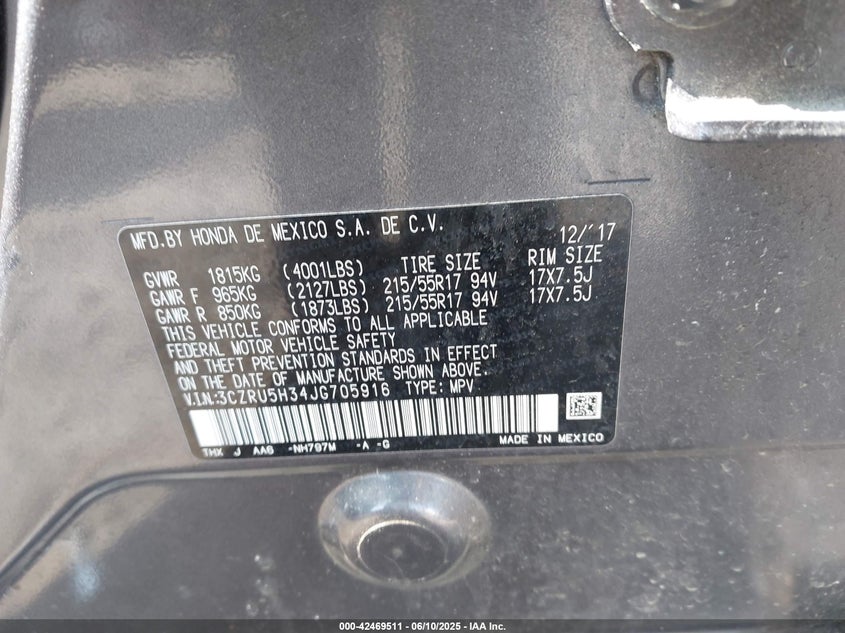 MFD.BY HONDA DE MEXICO S.A. DE C.V. 12/'17
GVWR 1815KG (4001LBS) TIRE SIZE RIM SIZE
GAWR F 965KG (2127LBS) 215/55R17 94V 17X7.5J
GAWR R 850KG (1873LBS) 215/55R17 94V 17X7.5J
THIS VEHICLE CONFORMS TO ALL APPLICABLE
FEDERAL MOTOR VEHICLE SAFETY
AND THEFT PREVENTION STANDARDS IN EFFECT
ON THE DATE OF MANUFACTURE SHOWN ABOVE.
V.I.N:3CZRU5H34JG705916 TYPE: MPV
THX J AA6 -NH797M -A -G MADE IN MEXICO
000-42469511 - 06/10/2025 - IAA Inc.